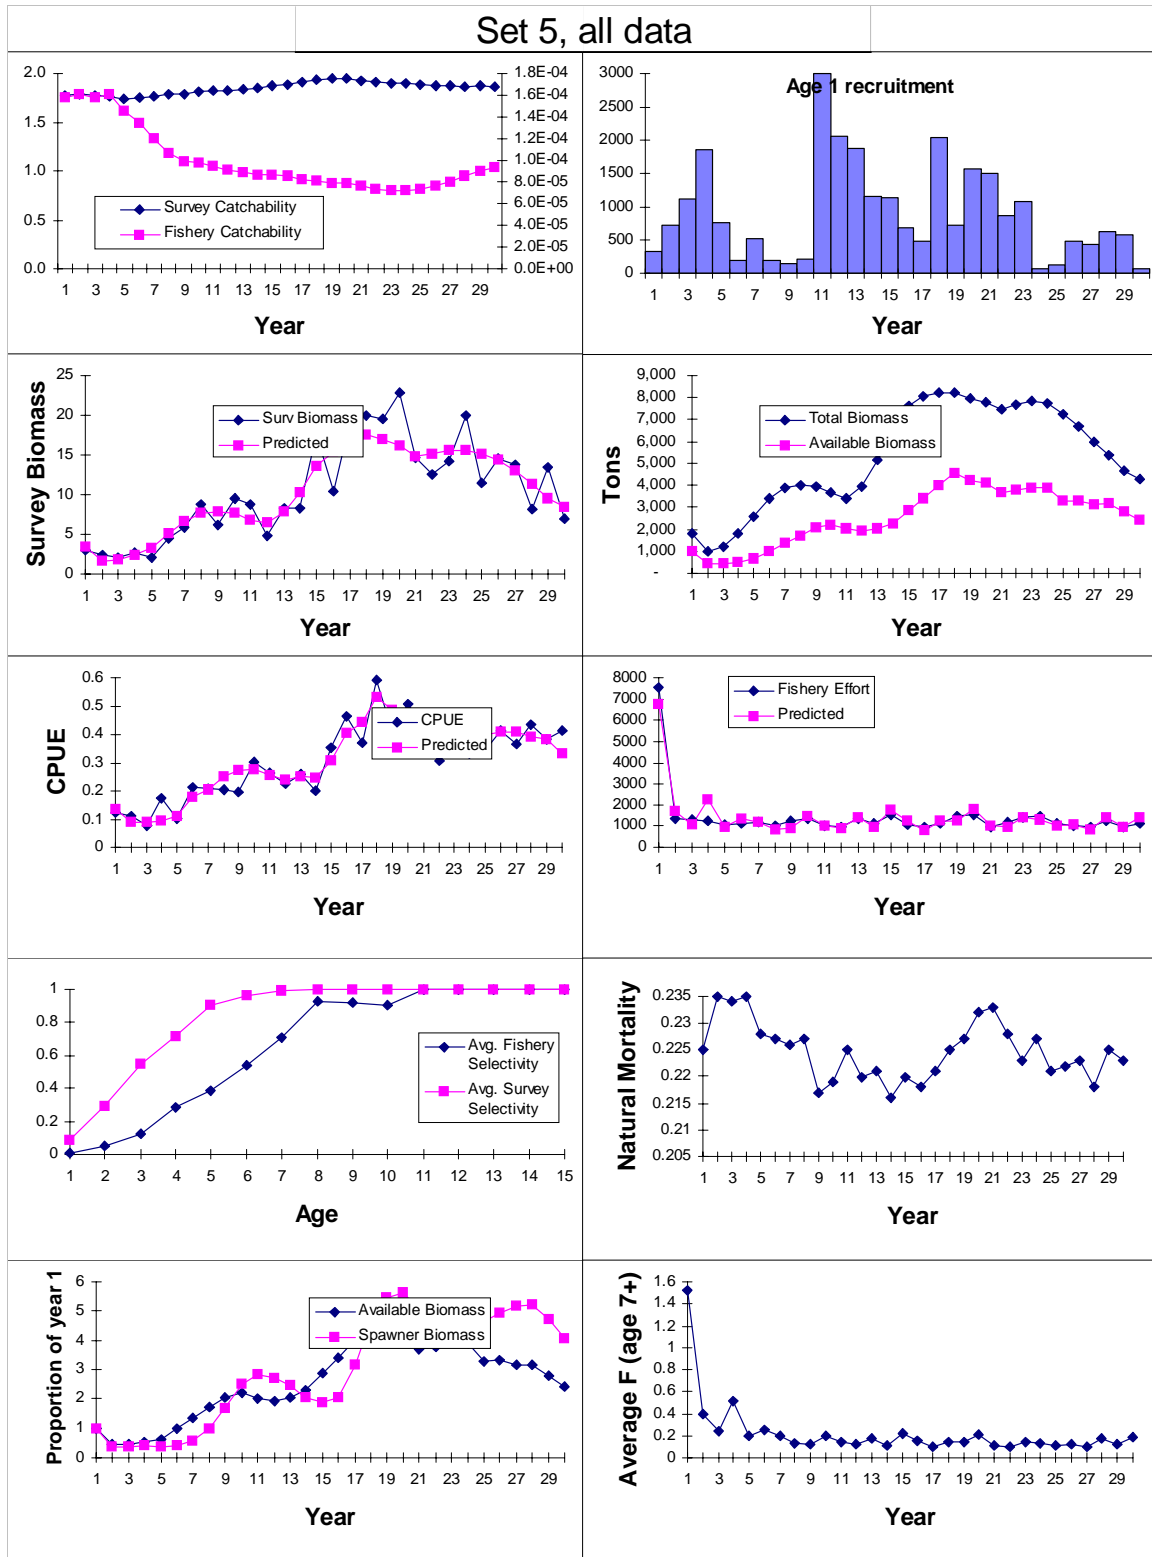 Set 5, all data
2.0
1.5
1.0
0.5
0.0
1.8E-04
1.6E-04
1.4E-04
1.2E-04
1.0E-04
8.0E-05
6.0E-05
4.0E-05
2.0E-05
0.0E+00
Survey Catchability
Fishery Catchability
1 3 5 7 9 11 13 15 17 19 21 23 25 27 29
Year
Age 1 recruitment
3000
2500
2000
1500
1000
500
0
1 3 5 7 9 11 13 15 17 19 21 23 25 27 29
Year
Survey Biomass
25
20
15
10
5
0
Surv Biomass
Predicted
1 3 5 7 9 11 13 15 17 19 21 23 25 27 29
Year
Tons
9,000
8,000
7,000
6,000
5,000
4,000
3,000
2,000
1,000
-
Total Biomass
Available Biomass
1 3 5 7 9 11 13 15 17 19 21 23 25 27 29
Year
CPUE
0.6
0.5
0.4
0.3
0.2
0.1
0
CPUE
Predicted
1 3 5 7 9 11 13 15 17 19 21 23 25 27 29
Year
8000
7000
6000
5000
4000
3000
2000
1000
0
Fishery Effort
Predicted
1 3 5 7 9 11 13 15 17 19 21 23 25 27 29
Year
1
0.8
0.6
0.4
0.2
0
Avg. Fishery
Selectivity
Avg. Survey
Selectivity
1 2 3 4 5 6 7 8 9 10 11 12 13 14 15
Age
Natural Mortality
0.235
0.23
0.225
0.22
0.215
0.21
0.205
1 3 5 7 9 11 13 15 17 19 21 23 25 27 29
Year
Proportion of year 1
6
5
4
3
2
1
0
Available Biomass
Spawner Biomass
1 3 5 7 9 11 13 15 17 19 21 23 25 27 29
Year
Average F (age 7+)
1.6
1.4
1.2
1
0.8
0.6
0.4
0.2
0
1 3 5 7 9 11 13 15 17 19 21 23 25 27 29
Year